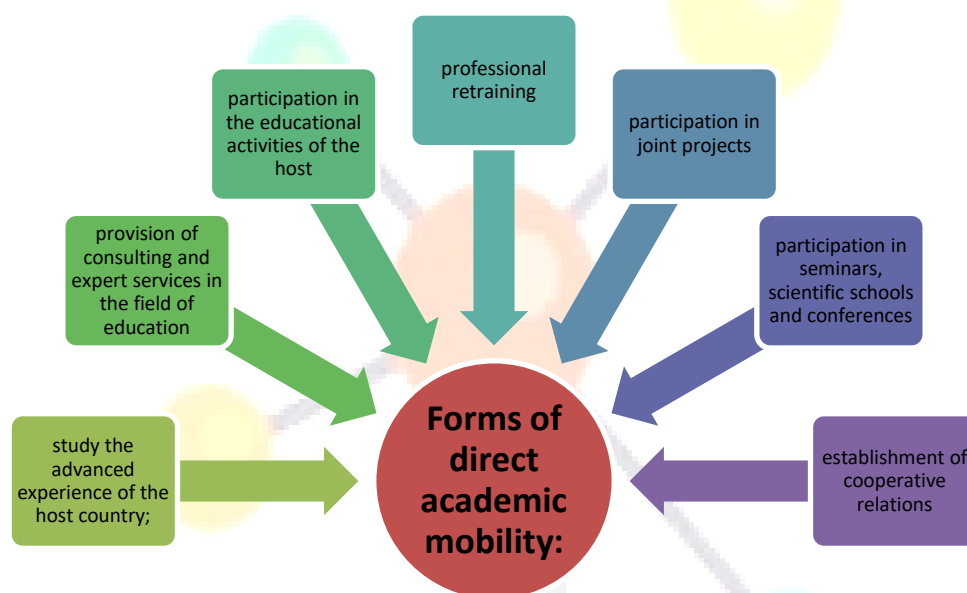 study the
advanced
experience of the
host country;
provision of
consulting and
expert services in
the field of
education
participation in
the educational
activities of the
host
professional
retraining
participation in
joint projects
participation in
seminars,
scientific schools
and conferences
establishment of
cooperative
relations
Forms of
direct
academic
mobility: